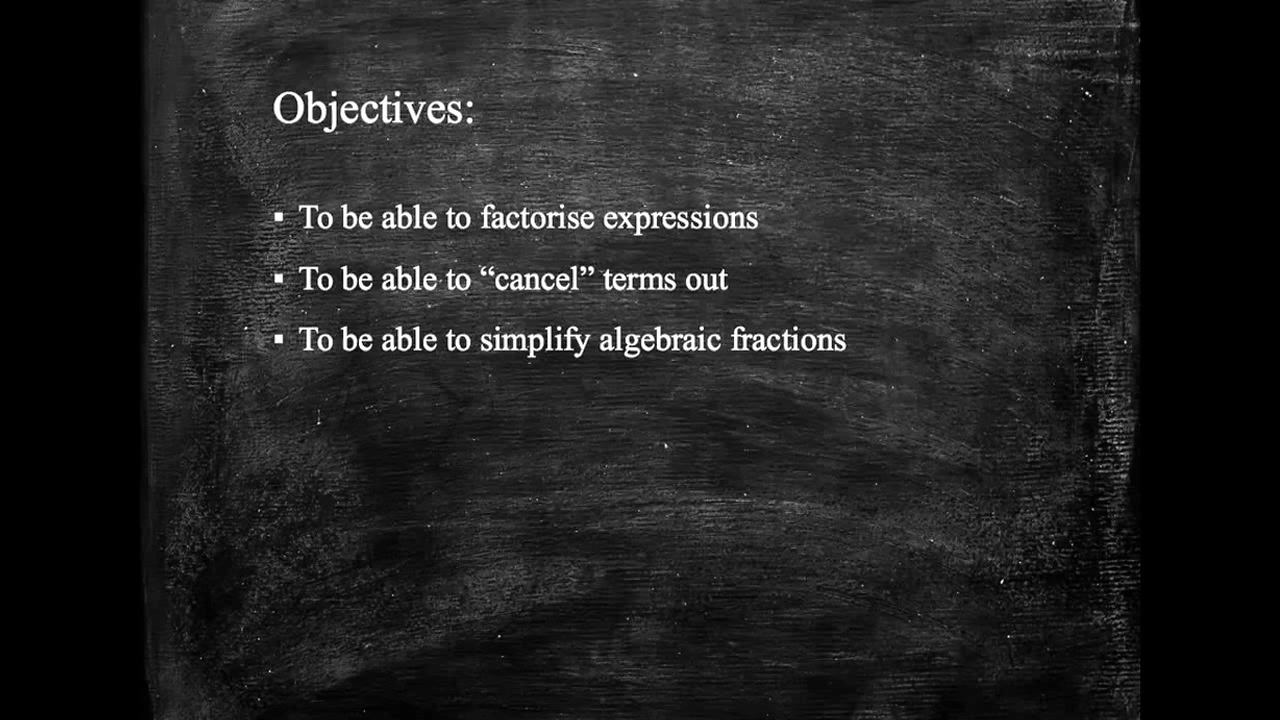 Objectives:
▪ To be able to factorise expressions
▪ To be able to “cancel” terms out
▪ To be able to simplify algebraic fractions